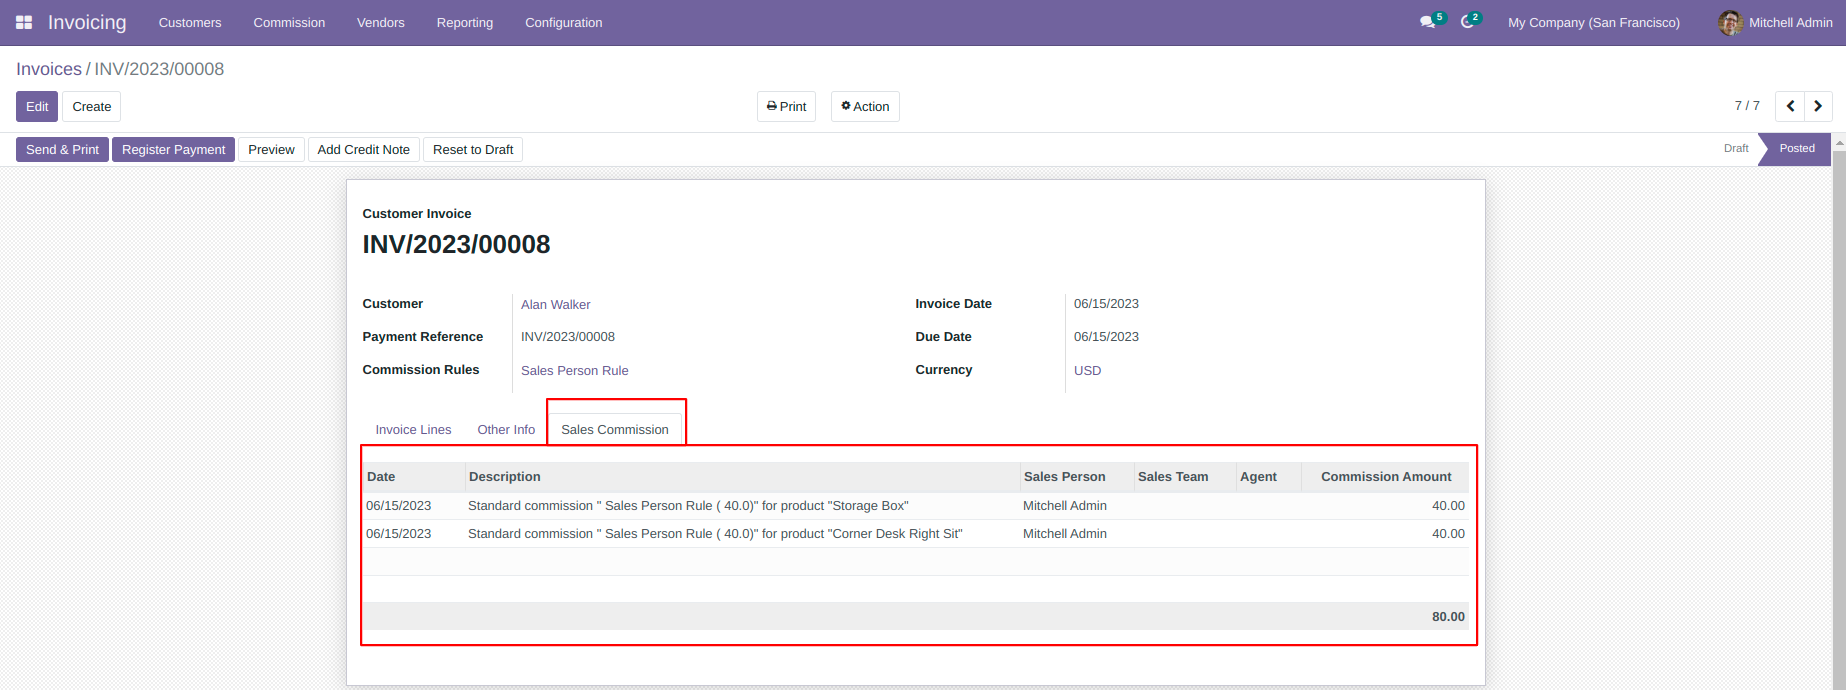 Invoicing Customers Commission Vendors Reporting Configuration 5 2 My Company (San Francisco) Mitchell Admin
Invoices / INV/2023/00008
Edit Create Print Action 7 / 7
Send & Print Register Payment Preview Add Credit Note Reset to Draft Draft Posted
Customer Invoice
INV/2023/00008
Customer Alan Walker Invoice Date 06/15/2023
Payment Reference INV/2023/00008 Due Date 06/15/2023
Commission Rules Sales Person Rule Currency USD
Invoice Lines Other Info Sales Commission
Date Description Sales Person Sales Team Agent Commission Amount
06/15/2023 Standard commission " Sales Person Rule ( 40.0)" for product "Storage Box" Mitchell Admin 40.00
06/15/2023 Standard commission " Sales Person Rule ( 40.0)" for product "Corner Desk Right Sit" Mitchell Admin 40.00
80.00